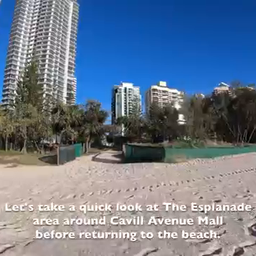 Let's take a quick look at The Esplanade
area around Cavill Avenue Mall
before returning to the beach.